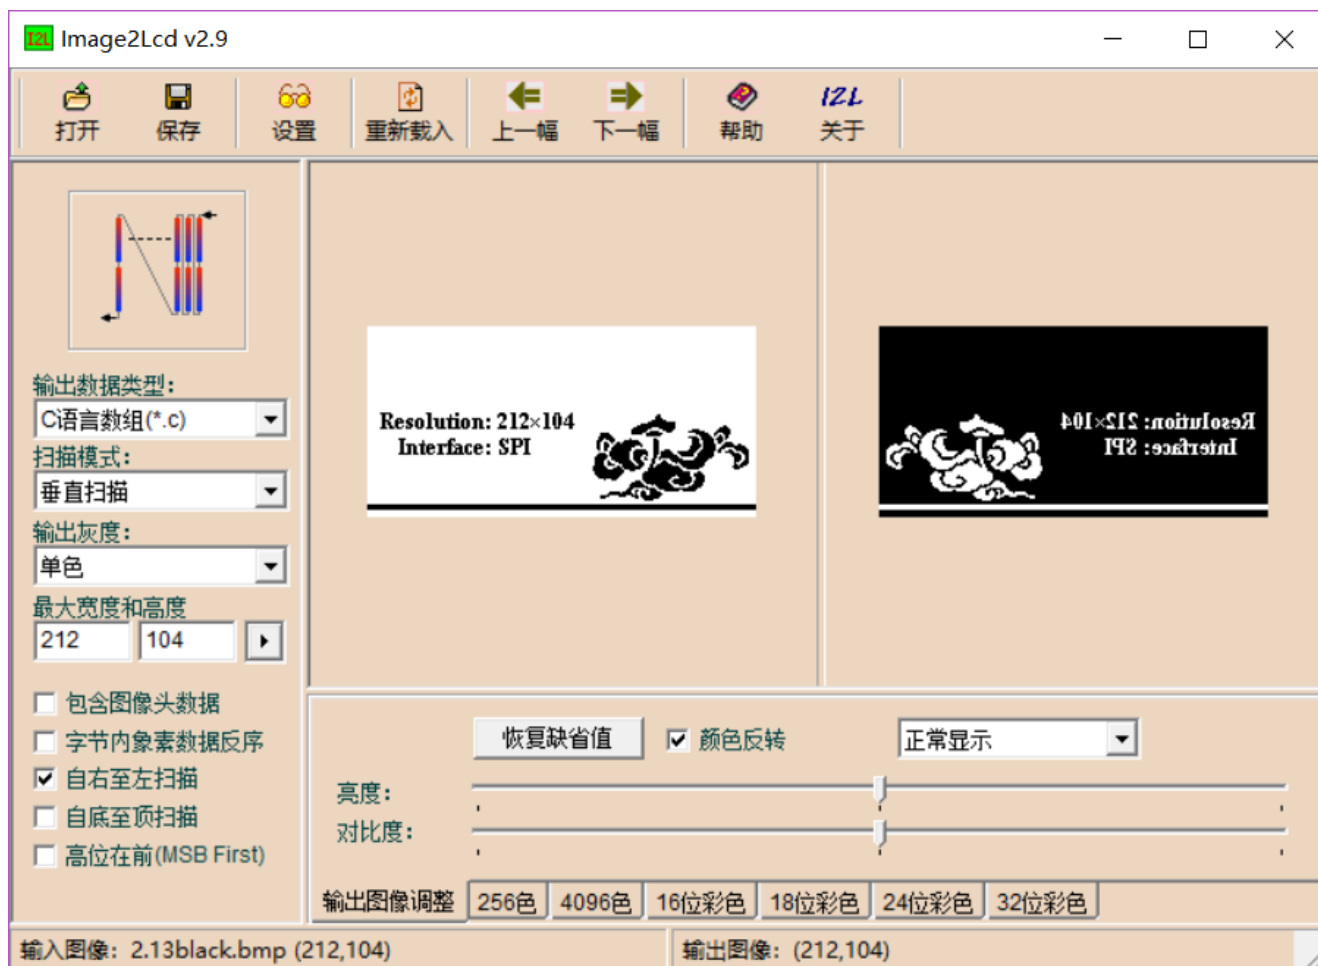 I2L Image2Lcd v2.9
打开 保存 设置 重新载入 上一幅 下一幅 帮助 I2L 关于
输出数据类型:
C语言数组(*.c)
扫描模式:
垂直扫描
输出灰度:
单色
最大宽度和高度
212 104
包含图像头数据
字节内象素数据反序
自右至左扫描
自底至顶扫描
高位在前(MSB First)
Resolution: 212×104
Interface: SPI
Resolution: 212×104
Interface: SPI
恢复缺省值 颜色反转 正常显示
亮度:
对比度:
输出图像调整 256色 4096色 16位彩色 18位彩色 24位彩色 32位彩色
输入图像: 2.13black.bmp (212,104) 输出图像: (212,104)